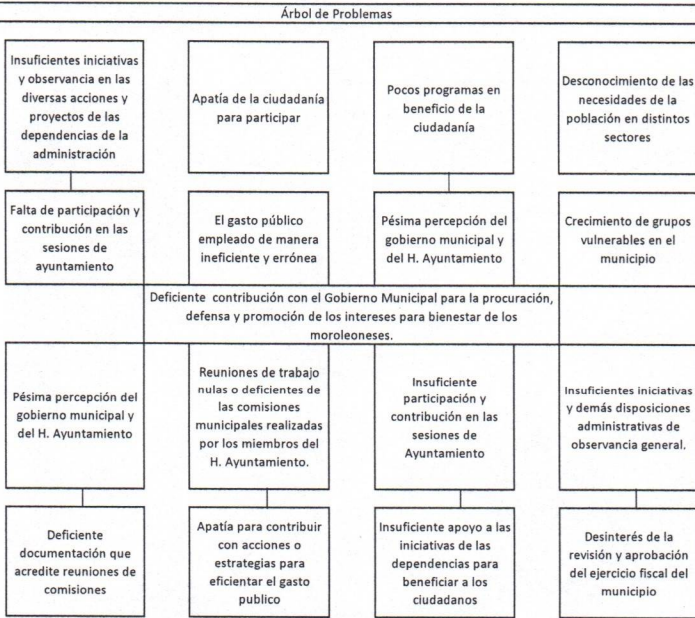 Árbol de Problemas
Insuficientes iniciativas
y observancia en las
diversas acciones y
proyectos de las
dependencias de la
administración
Apatía de la ciudadanía
para participar
Pocos programas en
beneficio de la
ciudadanía
Desconocimiento de las
necesidades de la
población en distintos
sectores
Falta de participación y
contribución en las
sesiones de
ayuntamiento
El gasto público
empleado de manera
ineficiente y errónea
Pésima percepción del
gobierno municipal y
del H. Ayuntamiento
Crecimiento de grupos
vulnerables en el
municipio
Deficiente contribución con el Gobierno Municipal para la procuración,
defensa y promoción de los intereses para bienestar de los
moroleoneses.
Pésima percepción del
gobierno municipal y
del H. Ayuntamiento
Reuniones de trabajo
nulas o deficientes de
las comisiones
municipales realizadas
por los miembros del
H. Ayuntamiento.
Insuficiente
participación y
contribución en las
sesiones de
Ayuntamiento
Insuficientes iniciativas
y demás disposiciones
administrativas de
observancia general.
Deficiente
documentación que
acredite reuniones de
comisiones
Apatía para contribuir
con acciones o
estrategias para
eficientar el gasto
publico
Insuficiente apoyo a las
iniciativas de las
dependencias para
beneficiar a los
ciudadanos
Desinterés de la
revisión y aprobación
del ejercicio fiscal del
municipio